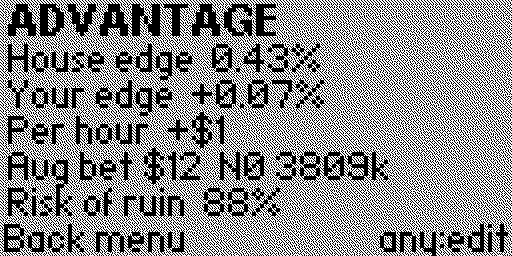 ADVANTAGE
House edge 0.43%
Your edge +0.07%
Per hour +$1
Avg bet $12 N0 3809k
Risk of ruin 88%
Back menu any:edit